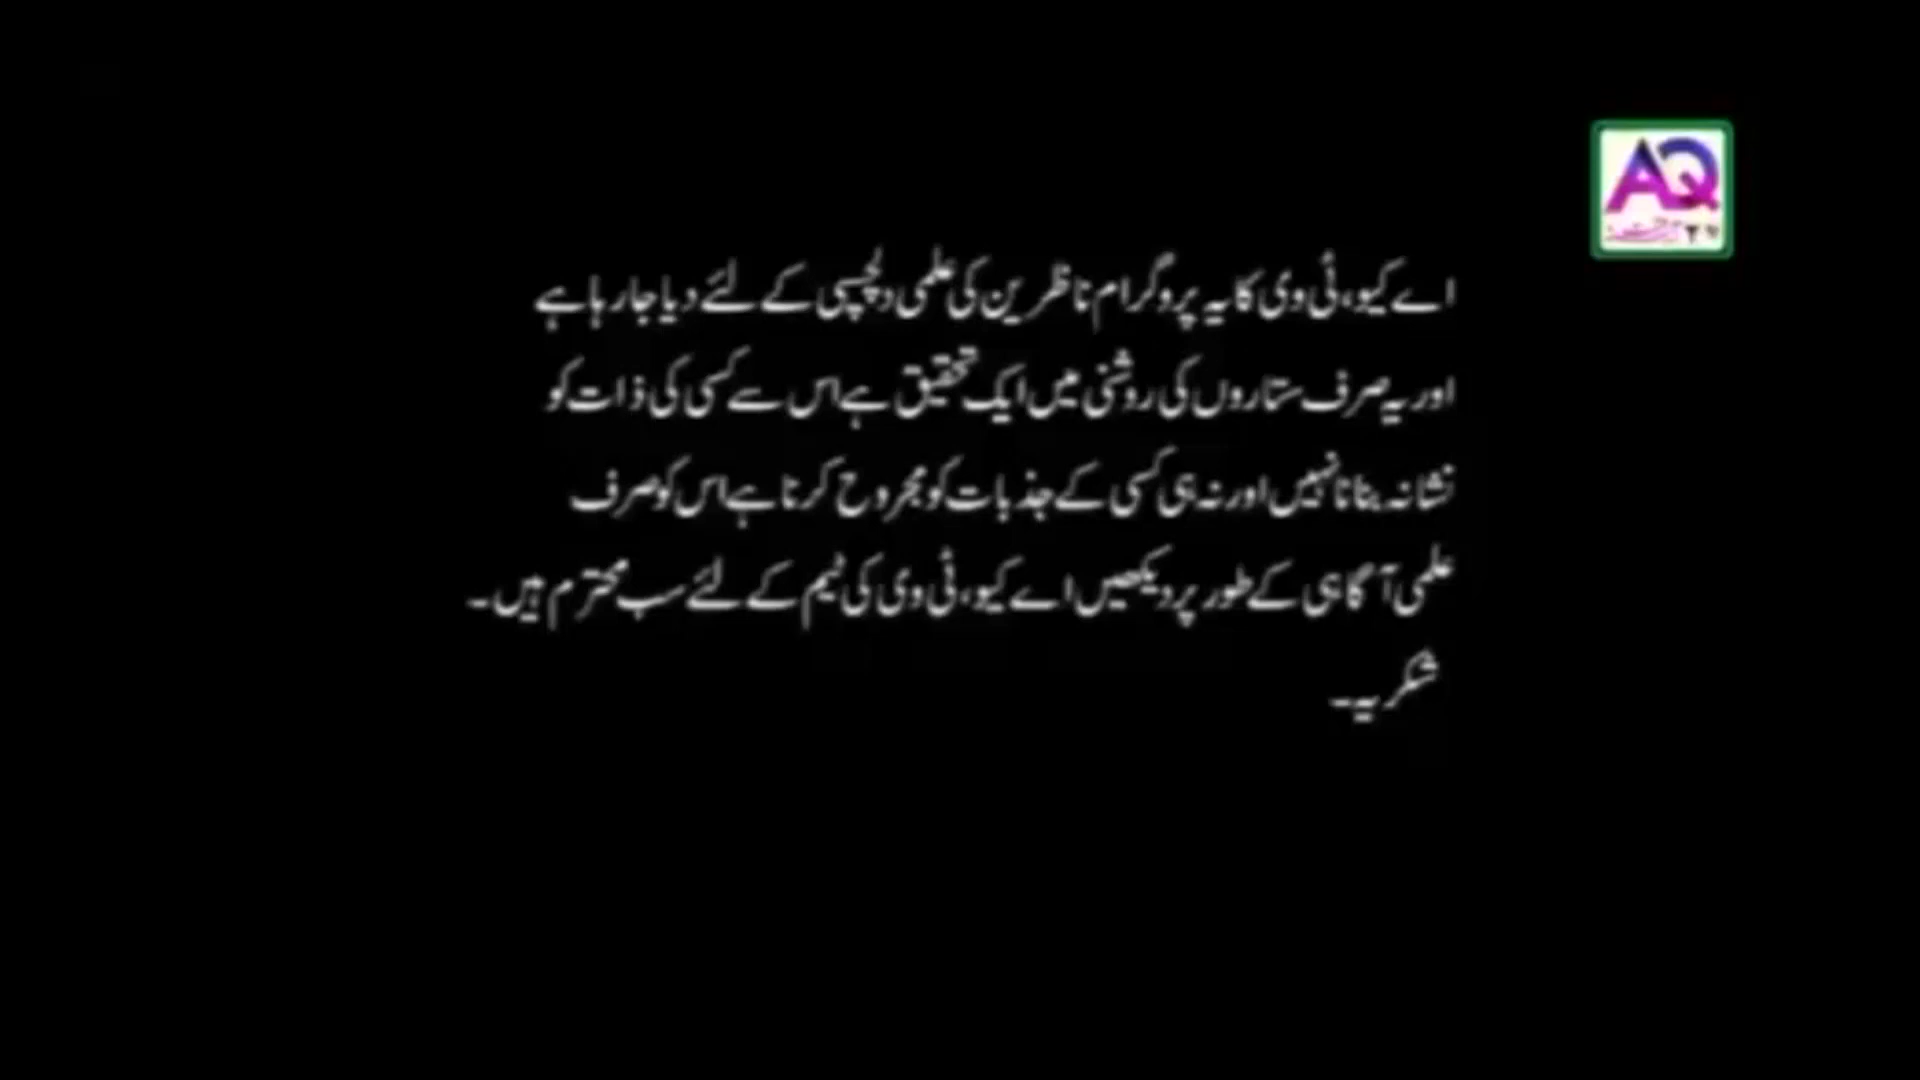 AQ
اے کیو، ٹی وی کا یہ پروگرام ناظرین کی علمی دلچسپی کے لئے دیا جا رہا ہے
اور یہ صرف ستاروں کی روشنی میں ایک تحقیق ہے اس سے کسی کی ذات کو
نشانہ بنانا نہیں اور نہ ہی کسی کے جذبات کو مجروح کرنا ہے اس کو صرف
علمی آگاہی کے طور پر دیکھیں اے کیو، ٹی وی کی ٹیم کے لئے سب محترم ہیں۔
شکریہ۔